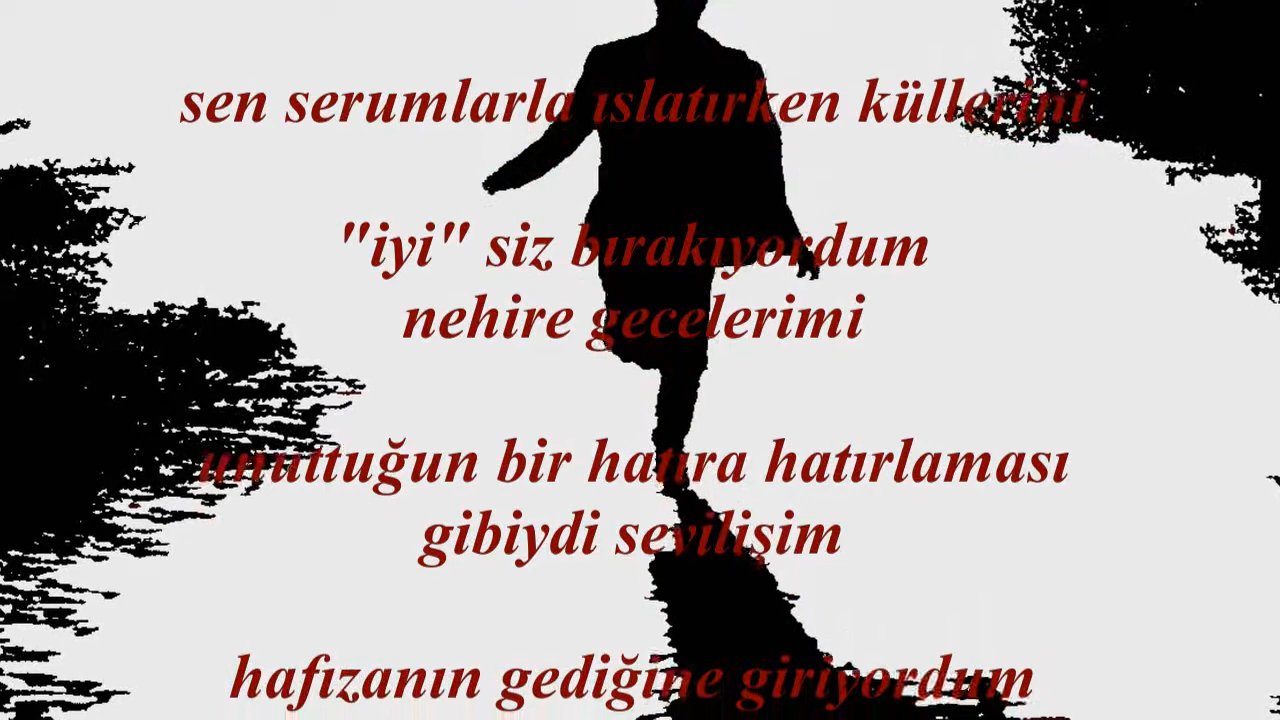 sen serumlarla ıslatırken küllerini
"iyi" siz bırakıyordum
nehire gecelerimi
unuttuğun bir hatıra hatırlaması
gibiydi sevilişim
hafızanın gediğine giriyordum